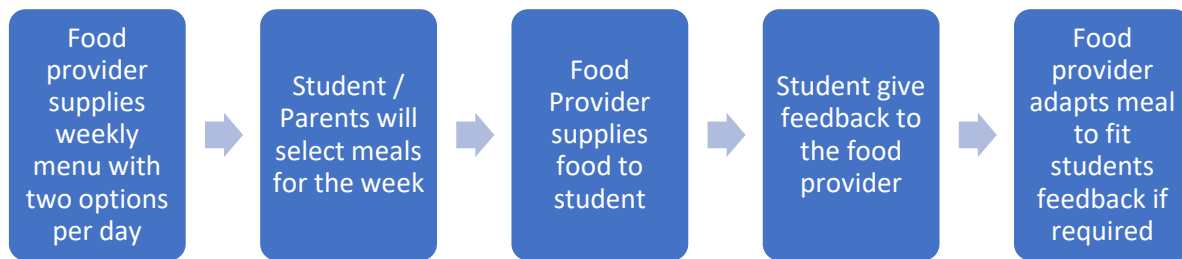 Food
provider
supplies
weekly
menu with
two options
per day
Student /
Parents will
select meals
for the week
Food
Provider
supplies
food to
student
Student give
feedback to
the food
provider
Food
provider
adapts meal
to fit
students
feedback if
required